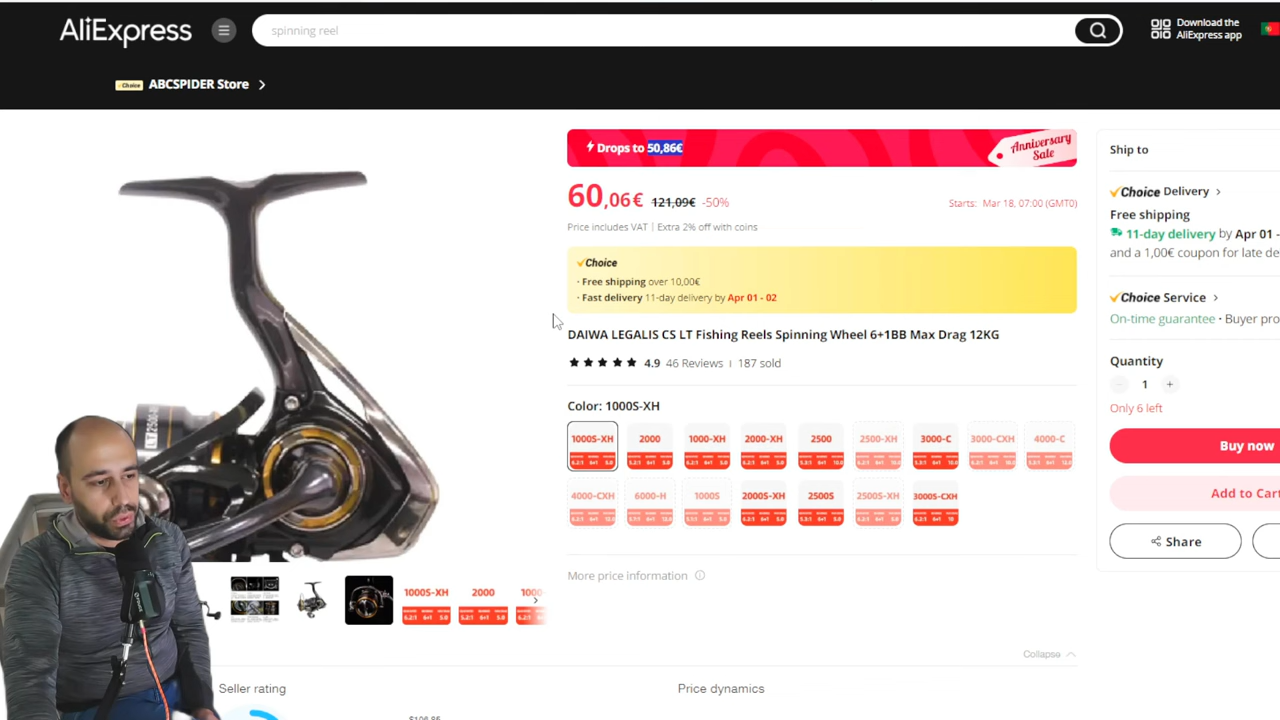 AliExpress
spinning reel
Download the
AliExpress app
Choice ABCSPIDER Store
Drops to 50,86€
Anniversary
Sale
60,06€ 121,09€ -50%
Starts: Mar 18, 07:00 (GMT0)
Price includes VAT | Extra 2% off with coins
Choice
· Free shipping over 10,00€
· Fast delivery 11-day delivery by Apr 01 - 02
DAIWA LEGALIS CS LT Fishing Reels Spinning Wheel 6+1BB Max Drag 12KG
4.9 46 Reviews 187 sold
Color: 1000S-XH
1000S-XH 2000 1000-XH 2000-XH 2500 2500-XH 3000-C 3000-CXH 4000-C
4000-CXH 6000-H 1000S 2000S-XH 2500S 2500S-XH 3000S-CXH
More price information
Collapse
Ship to
Choice Delivery
Free shipping
11-day delivery by Apr 01 -
and a 1,00€ coupon for late de
Choice Service
On-time guarantee · Buyer pro
Quantity
1
Only 6 left
Buy now
Add to Cart
Share
1000S-XH 2000
Seller rating
Price dynamics